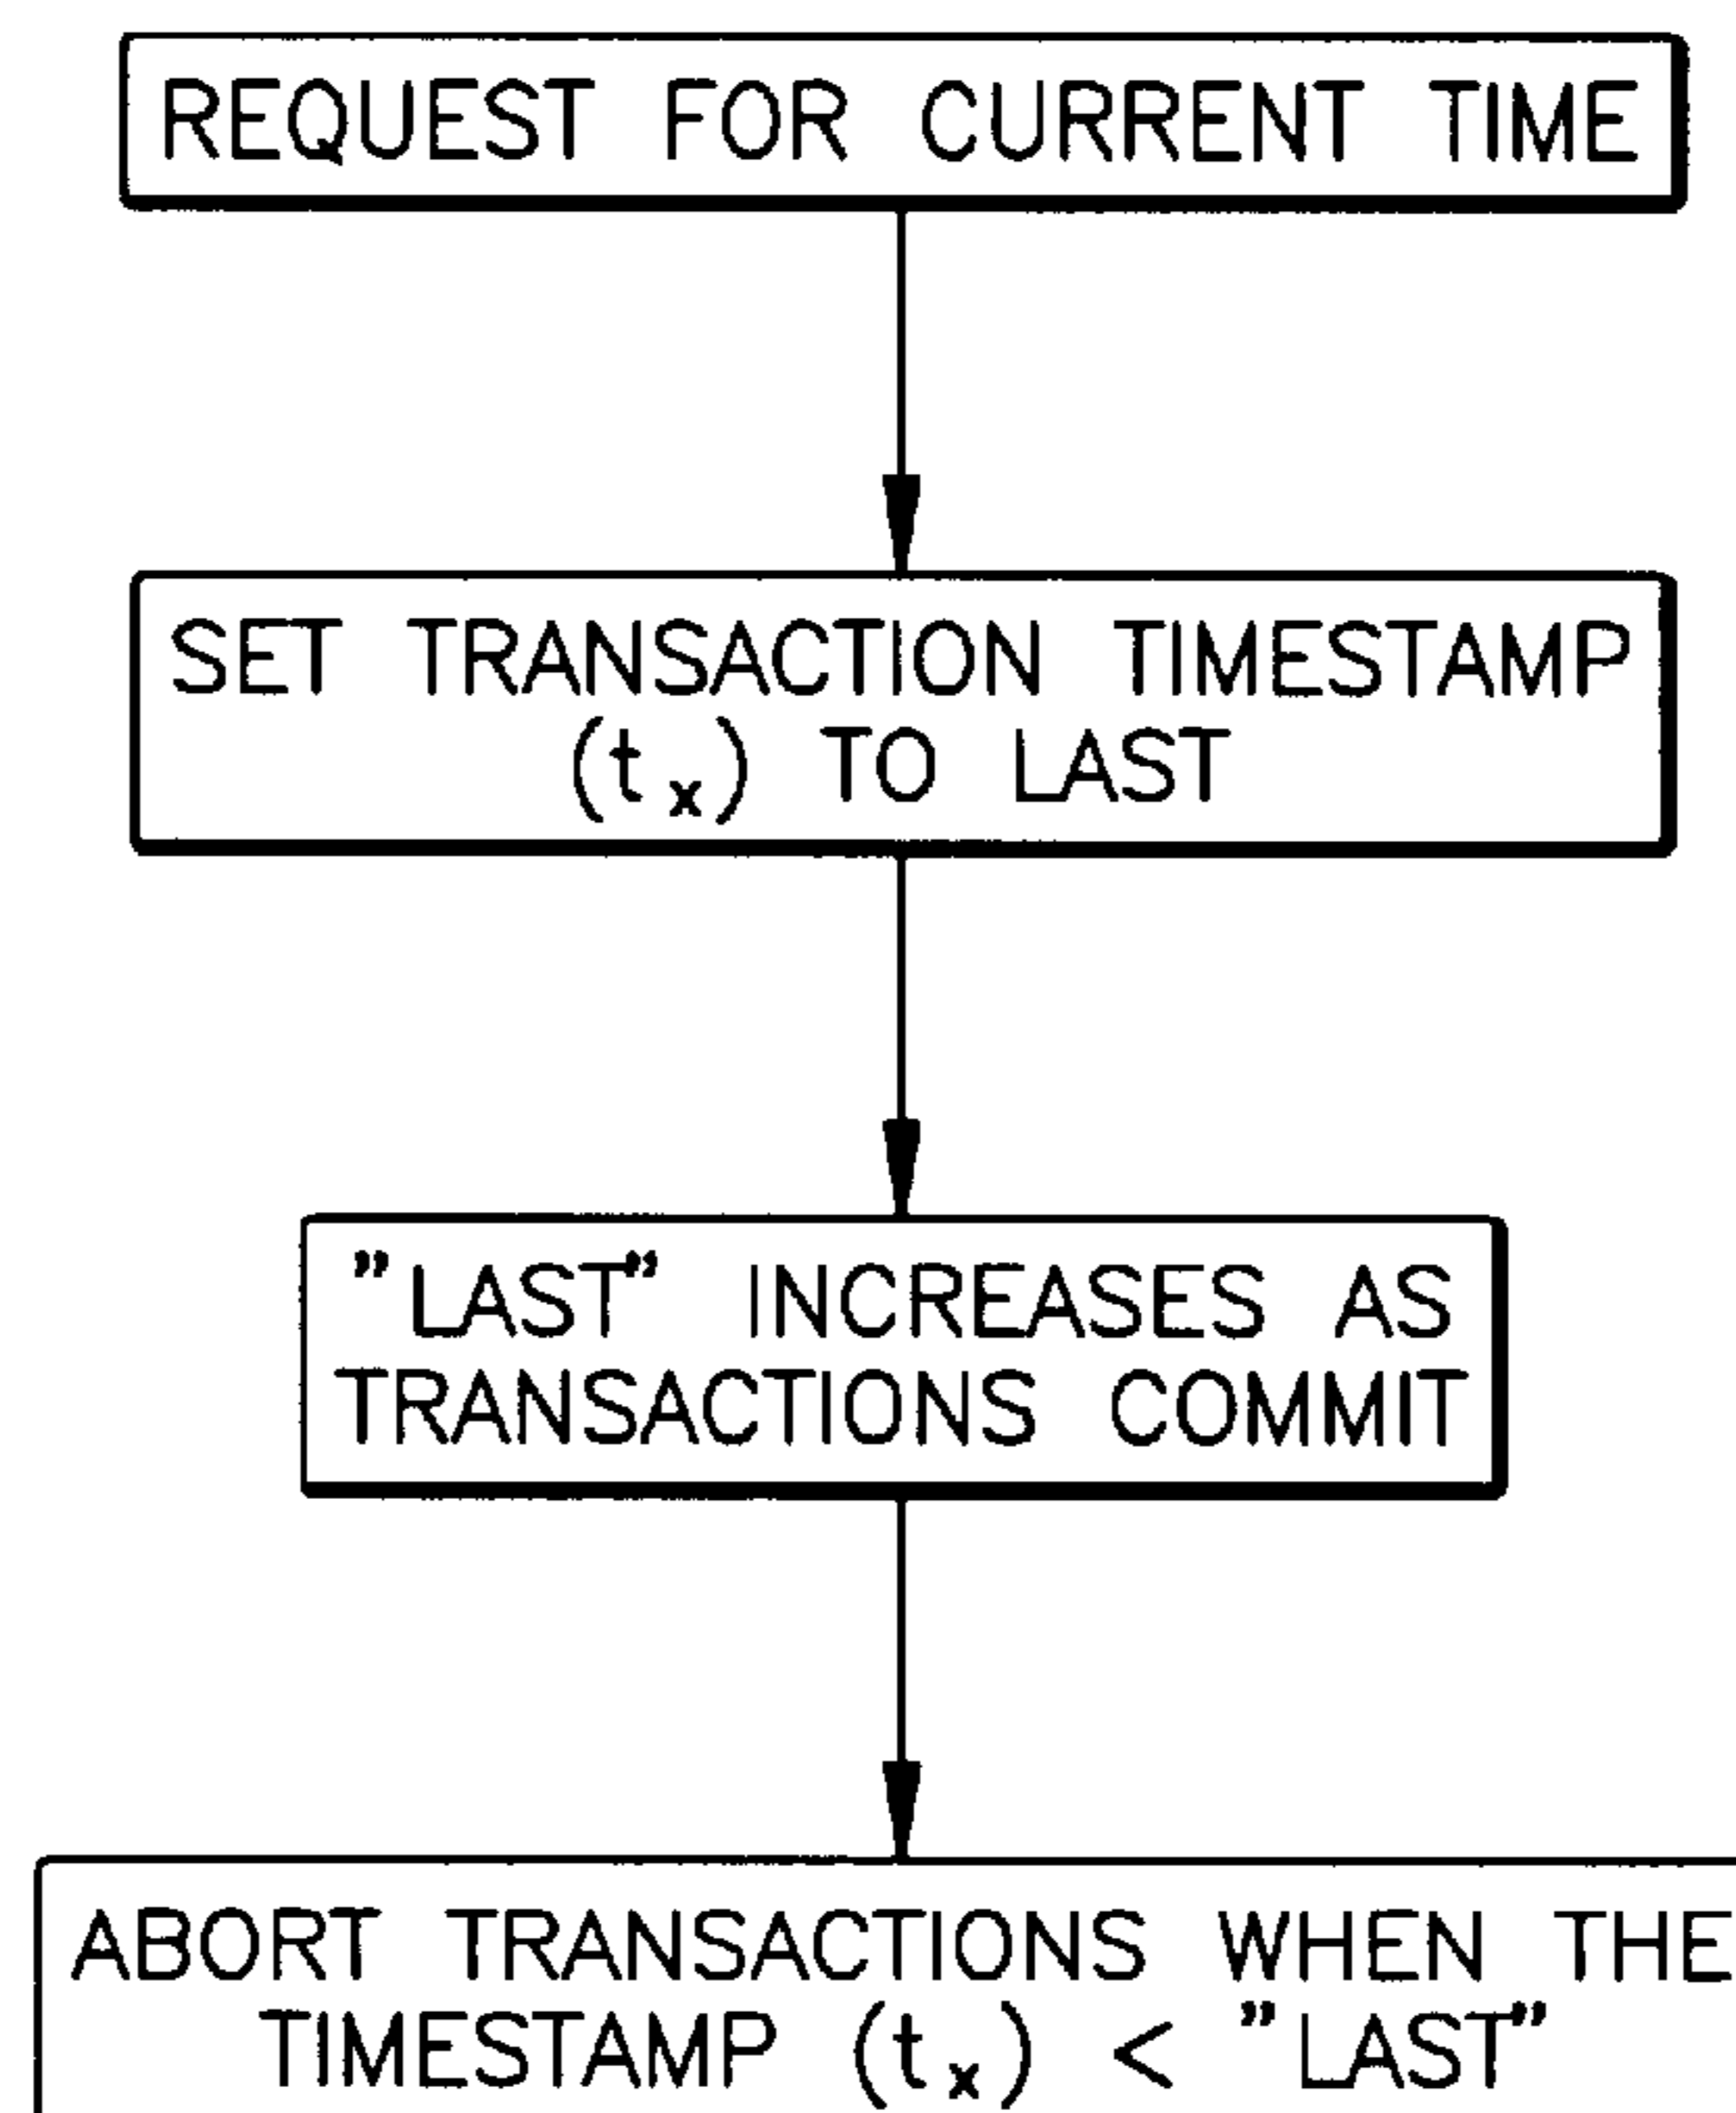 REQUEST FOR CURRENT TIME
SET TRANSACTION TIMESTAMP
(tₓ) TO LAST
”LAST” INCREASES AS
TRANSACTIONS COMMIT
ABORT TRANSACTIONS WHEN THE
TIMESTAMP (tₓ) < ”LAST”